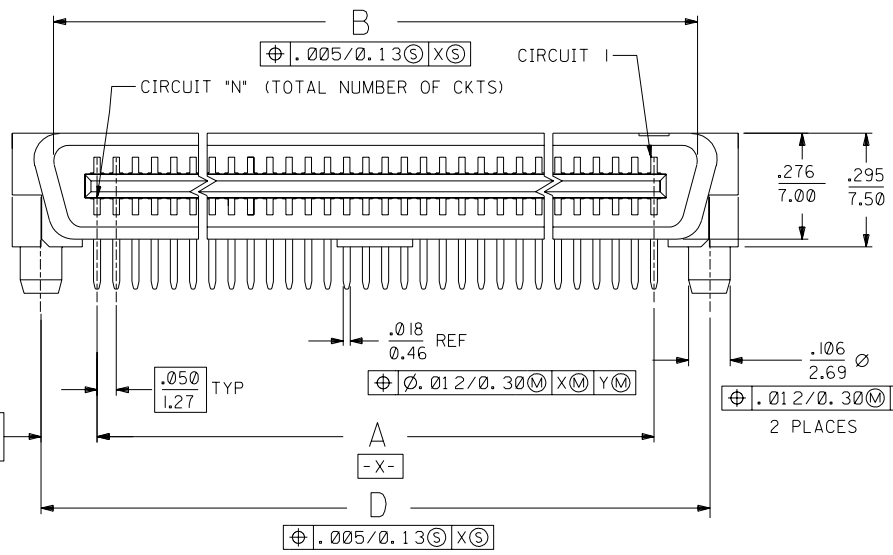 B
⌖ .005/0.13Ⓢ XⓈ
CIRCUIT 1
CIRCUIT "N" (TOTAL NUMBER OF CKTS)
.276
7.00
.295
7.50
.018
0.46 REF
.050
1.27 TYP
⌖ Ø.012/0.30Ⓜ XⓂ YⓂ
.106
2.69 Ø
⌖ .012/0.30Ⓜ
2 PLACES
A
-X-
D
⌖ .005/0.13Ⓢ XⓈ